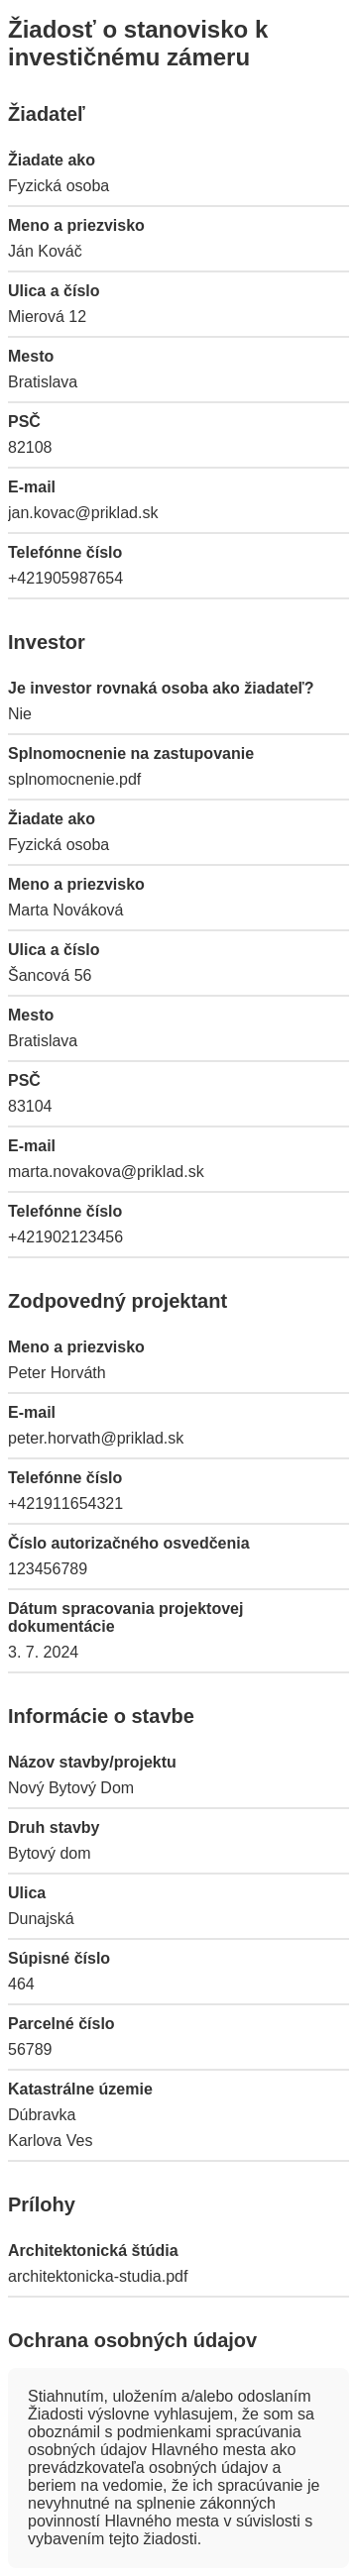 Žiadosť o stanovisko k
investičnému zámeru
Žiadateľ
Žiadate ako
Fyzická osoba
Meno a priezvisko
Ján Kováč
Ulica a číslo
Mierová 12
Mesto
Bratislava
PSČ
82108
E-mail
jan.kovac@priklad.sk
Telefónne číslo
+421905987654
Investor
Je investor rovnaká osoba ako žiadateľ?
Nie
Splnomocnenie na zastupovanie
splnomocnenie.pdf
Žiadate ako
Fyzická osoba
Meno a priezvisko
Marta Nováková
Ulica a číslo
Šancová 56
Mesto
Bratislava
PSČ
83104
E-mail
marta.novakova@priklad.sk
Telefónne číslo
+421902123456
Zodpovedný projektant
Meno a priezvisko
Peter Horváth
E-mail
peter.horvath@priklad.sk
Telefónne číslo
+421911654321
Číslo autorizačného osvedčenia
123456789
Dátum spracovania projektovej
dokumentácie
3. 7. 2024
Informácie o stavbe
Názov stavby/projektu
Nový Bytový Dom
Druh stavby
Bytový dom
Ulica
Dunajská
Súpisné číslo
464
Parcelné číslo
56789
Katastrálne územie
Dúbravka
Karlova Ves
Prílohy
Architektonická štúdia
architektonicka-studia.pdf
Ochrana osobných údajov
Stiahnutím, uložením a/alebo odoslaním
Žiadosti výslovne vyhlasujem, že som sa
oboznámil s podmienkami spracúvania
osobných údajov Hlavného mesta ako
prevádzkovateľa osobných údajov a
beriem na vedomie, že ich spracúvanie je
nevyhnutné na splnenie zákonných
povinností Hlavného mesta v súvislosti s
vybavením tejto žiadosti.